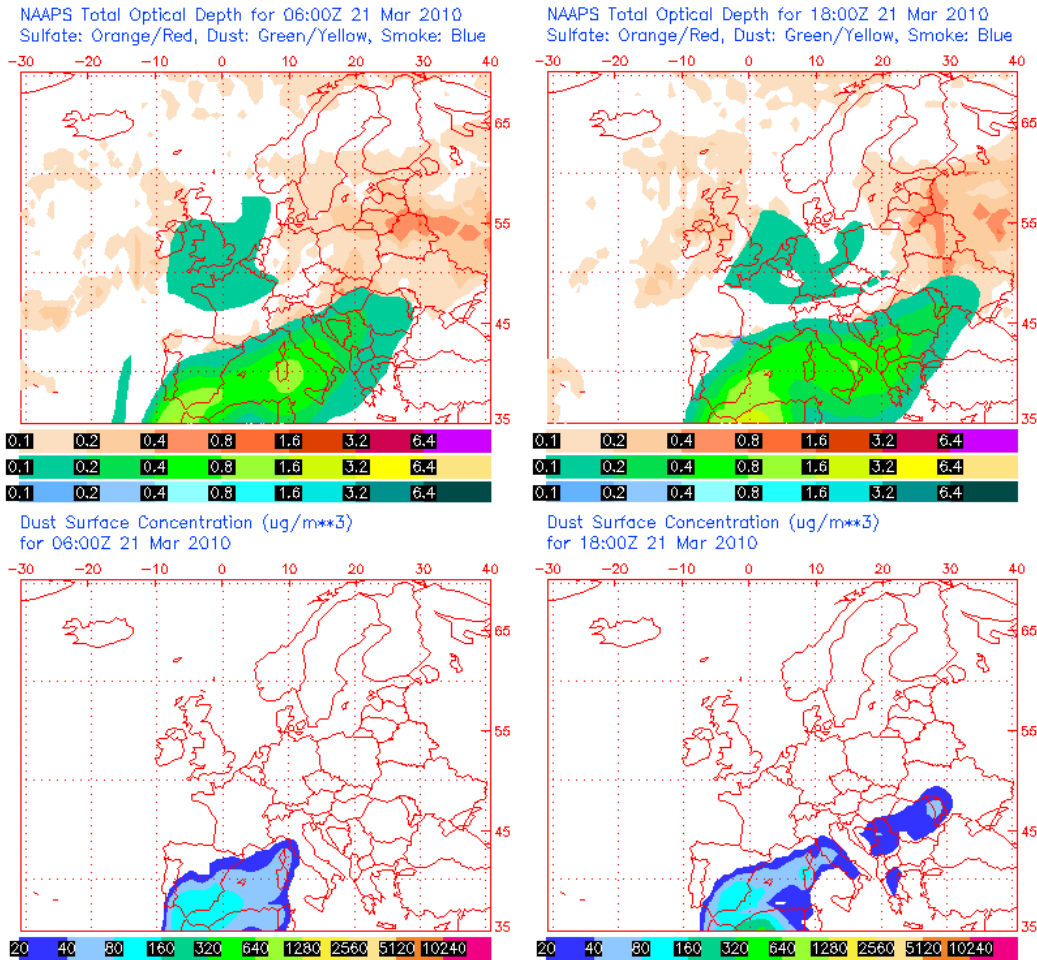 NAAPS Total Optical Depth for 06:00Z 21 Mar 2010
Sulfate: Orange/Red, Dust: Green/Yellow, Smoke: Blue
-30 -20 -10 0 10 20 30 40
65
55
45
35
0.1 0.2 0.4 0.8 1.6 3.2 6.4
0.1 0.2 0.4 0.8 1.6 3.2 6.4
0.1 0.2 0.4 0.8 1.6 3.2 6.4
NAAPS Total Optical Depth for 18:00Z 21 Mar 2010
Sulfate: Orange/Red, Dust: Green/Yellow, Smoke: Blue
-30 -20 -10 0 10 20 30 40
65
55
45
35
0.1 0.2 0.4 0.8 1.6 3.2 6.4
0.1 0.2 0.4 0.8 1.6 3.2 6.4
0.1 0.2 0.4 0.8 1.6 3.2 6.4
Dust Surface Concentration (ug/m**3)
for 06:00Z 21 Mar 2010
-30 -20 -10 0 10 20 30 40
65
55
45
35
20 40 80 160 320 640 1280 2560 5120 10240
Dust Surface Concentration (ug/m**3)
for 18:00Z 21 Mar 2010
-30 -20 -10 0 10 20 30 40
65
55
45
35
20 40 80 160 320 640 1280 2560 5120 10240